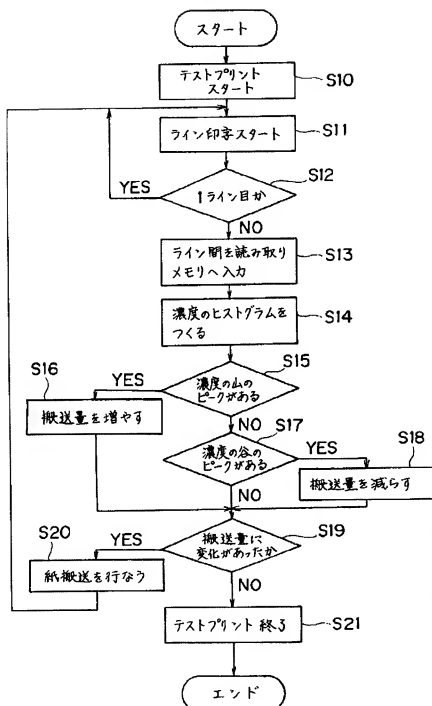 スタート
テストプリント
スタート
S10
ライン印字スタート
S11
1ライン目か
S12
YES
NO
ライン間を読み取り
メモリへ入力
S13
濃度のヒストグラムを
つくる
S14
濃度の山の
ピークがある
S15
YES
NO
搬送量を増やす
S16
濃度の谷の
ピークがある
S17
YES
NO
搬送量を減らす
S18
搬送量に
変化があったか
S19
YES
NO
紙搬送を行なう
S20
テストプリント終る
S21
エンド